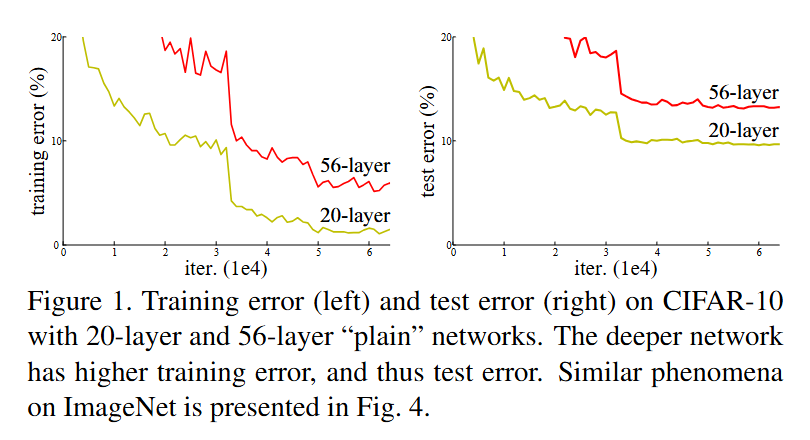 20
10
0
0 1 2 3 4 5 6
iter. (1e4)
training error (%)
56-layer
20-layer
20
10
0
0 1 2 3 4 5 6
iter. (1e4)
test error (%)
56-layer
20-layer
Figure 1. Training error (left) and test error (right) on CIFAR-10
with 20-layer and 56-layer “plain” networks. The deeper network
has higher training error, and thus test error. Similar phenomena
on ImageNet is presented in Fig. 4.